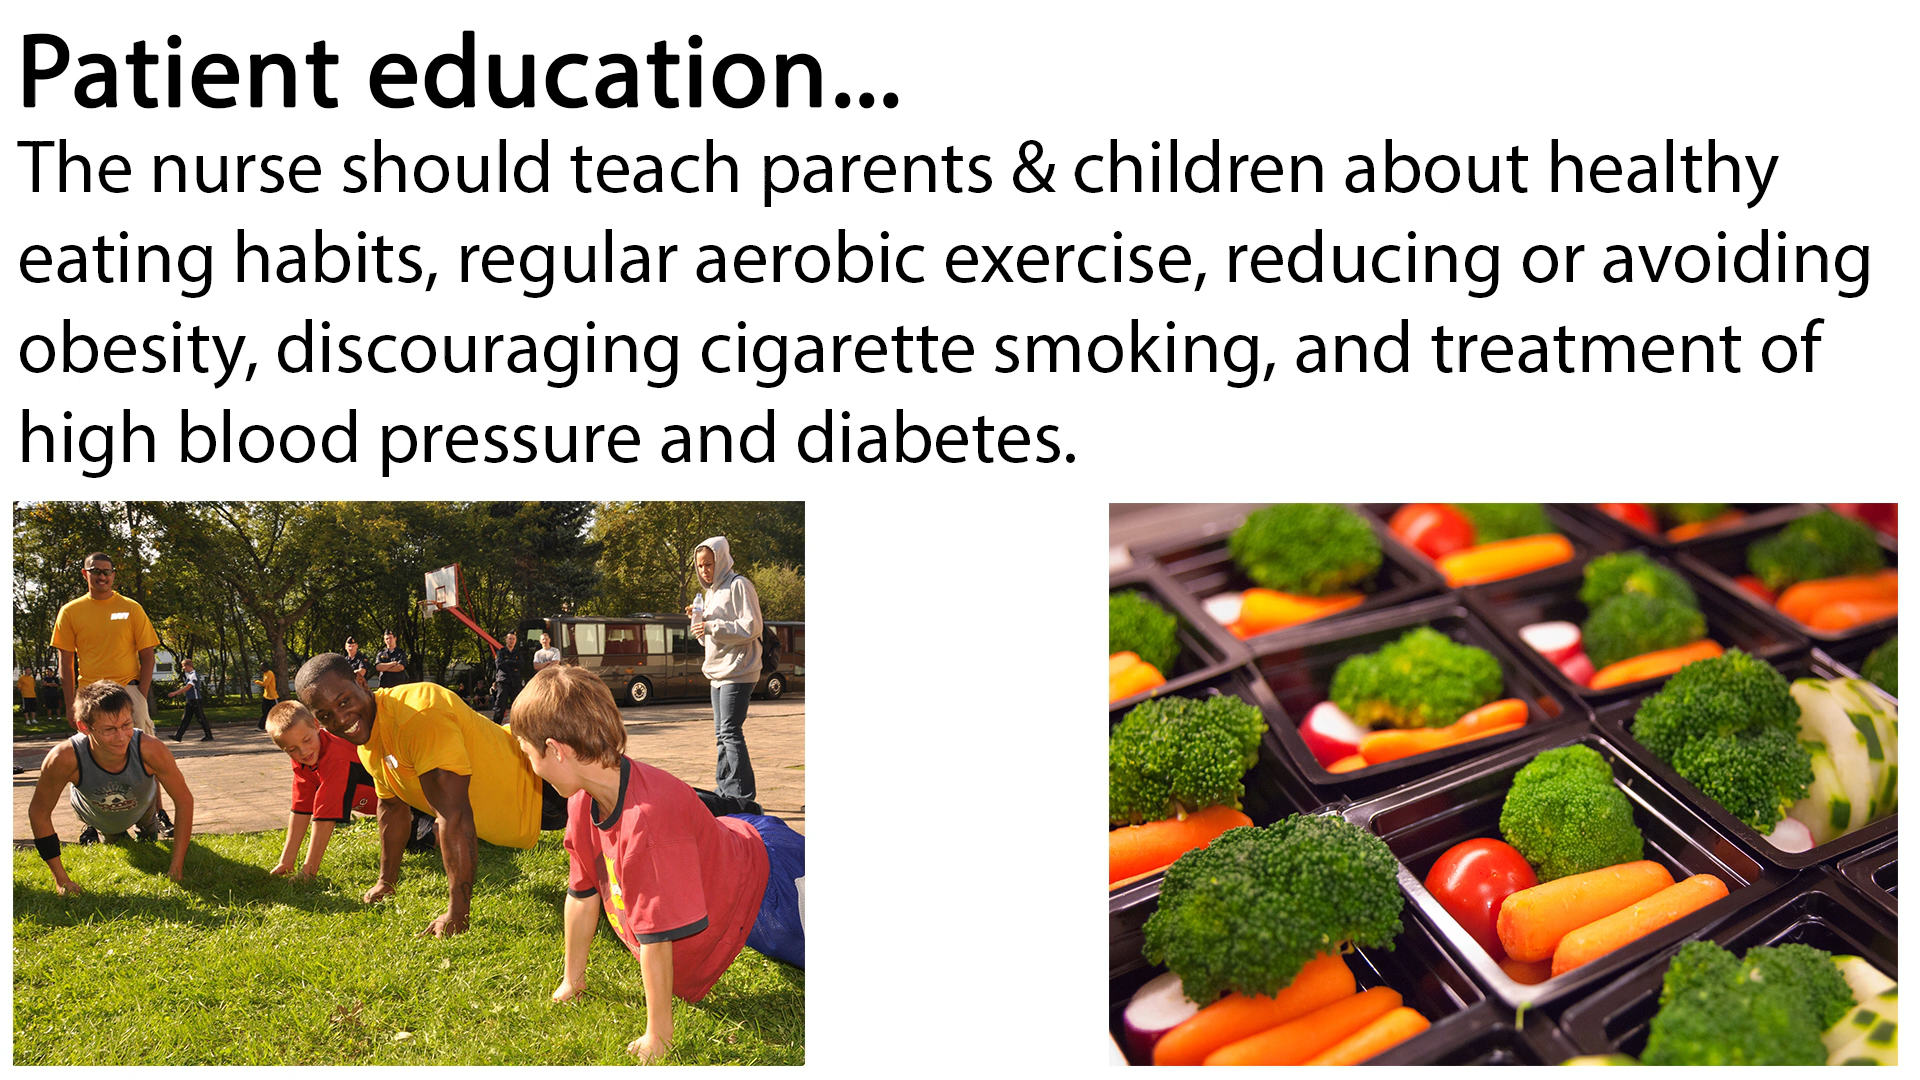 Patient education...
The nurse should teach parents & children about healthy
eating habits, regular aerobic exercise, reducing or avoiding
obesity, discouraging cigarette smoking, and treatment of
high blood pressure and diabetes.
NAVY